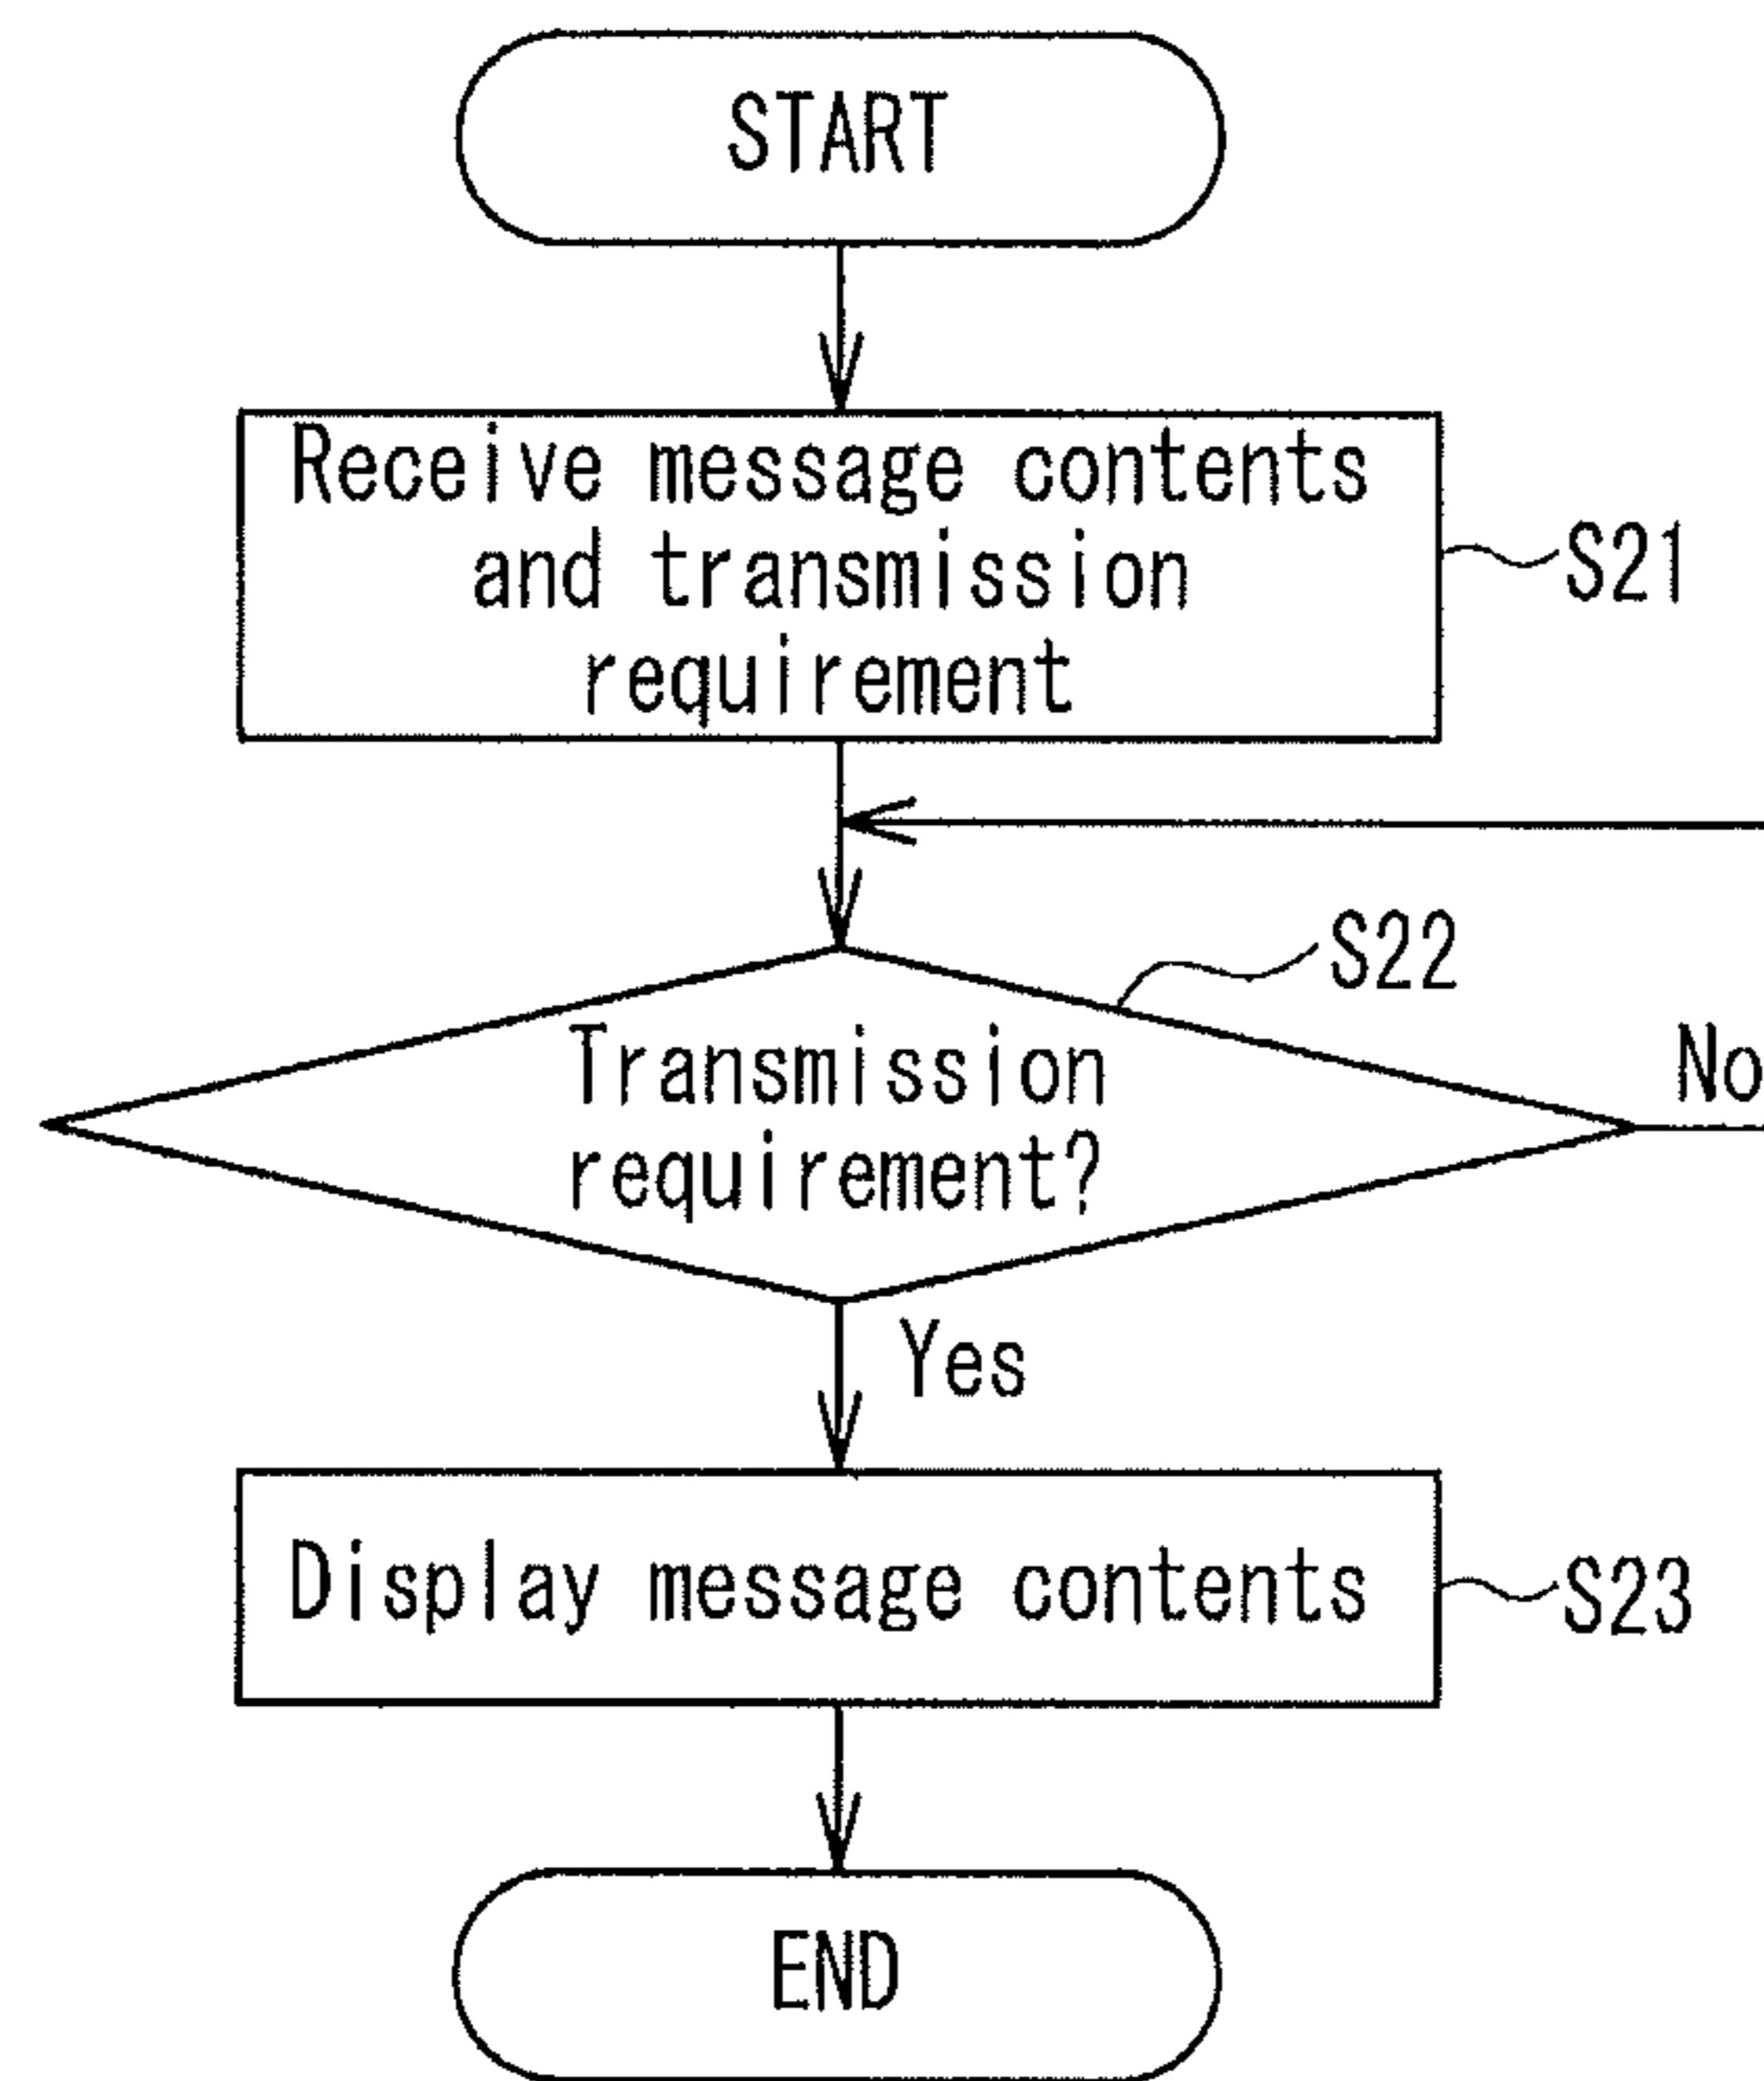 START
Receive message contents
and transmission
requirement
S21
S22
Transmission
requirement?
No
Yes
Display message contents
S23
END